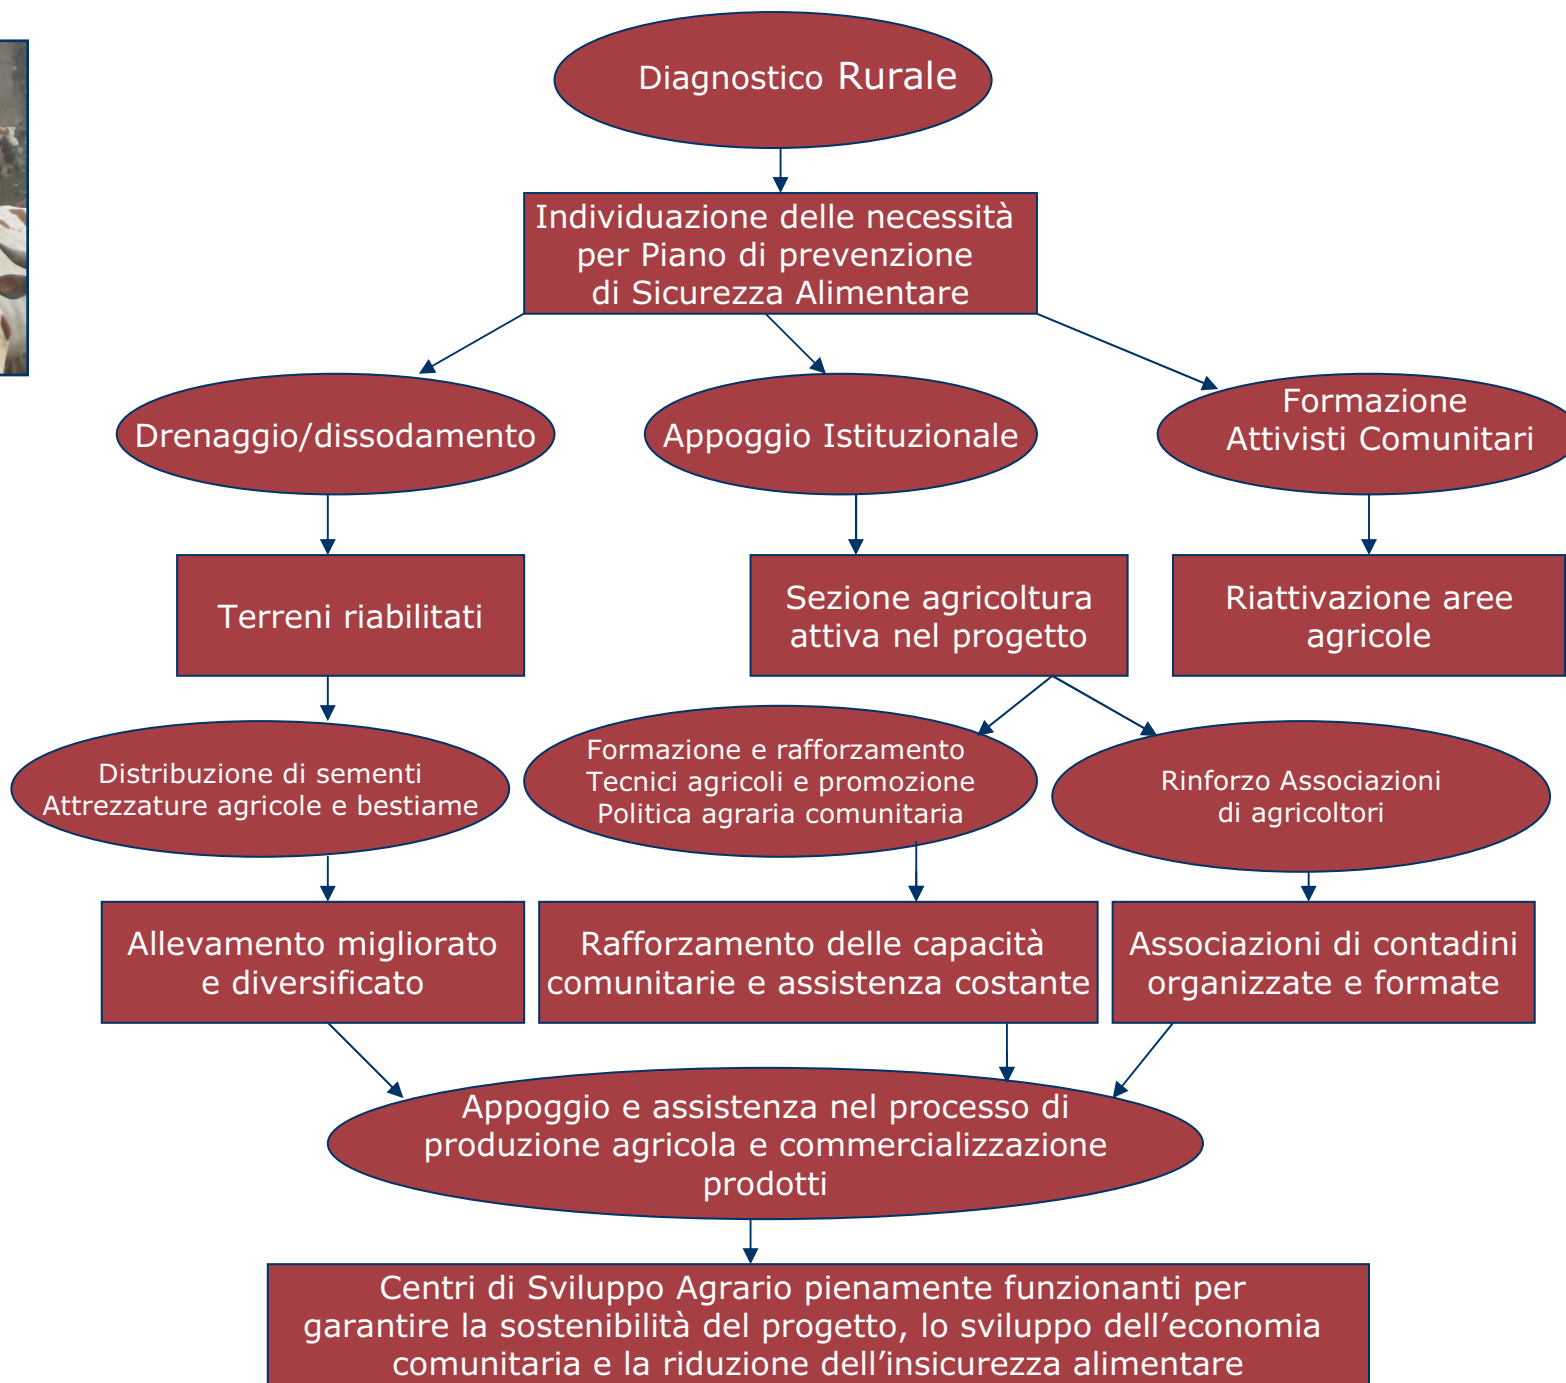 Diagnostico Rurale
Individuazione delle necessità
per Piano di prevenzione
di Sicurezza Alimentare
Drenaggio/dissodamento
Appoggio Istituzionale
Formazione
Attivisti Comunitari
Terreni riabilitati
Sezione agricoltura
attiva nel progetto
Riattivazione aree
agricole
Distribuzione di sementi
Attrezzature agricole e bestiame
Formazione e rafforzamento
Tecnici agricoli e promozione
Politica agraria comunitaria
Rinforzo Associazioni
di agricoltori
Allevamento migliorato
e diversificato
Rafforzamento delle capacità
comunitarie e assistenza costante
Associazioni di contadini
organizzate e formate
Appoggio e assistenza nel processo di
produzione agricola e commercializzazione
prodotti
Centri di Sviluppo Agrario pienamente funzionanti per
garantire la sostenibilità del progetto, lo sviluppo dell’economia
comunitaria e la riduzione dell’insicurezza alimentare